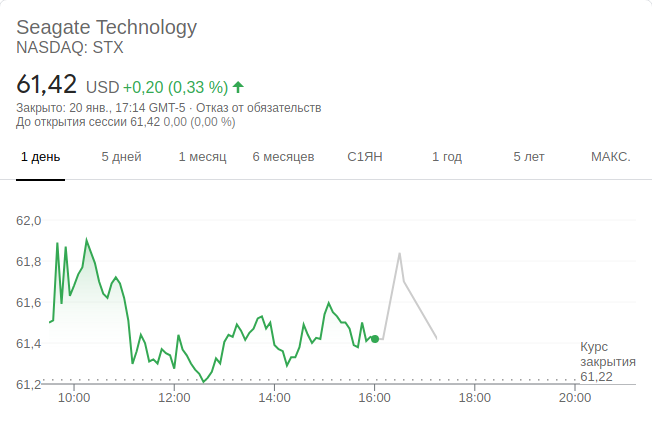 Seagate Technology
NASDAQ: STX
61,42 USD +0,20 (0,33 %)
Закрыто: 20 янв., 17:14 GMT-5 · Отказ от обязательств
До открытия сессии 61,42 0,00 (0,00 %)
1 день 5 дней 1 месяц 6 месяцев С1ЯН 1 год 5 лет МАКС.
62,0
61,8
61,6
61,4
Курс
закрытия
61,22
61,2
10:00 12:00 14:00 16:00 18:00 20:00